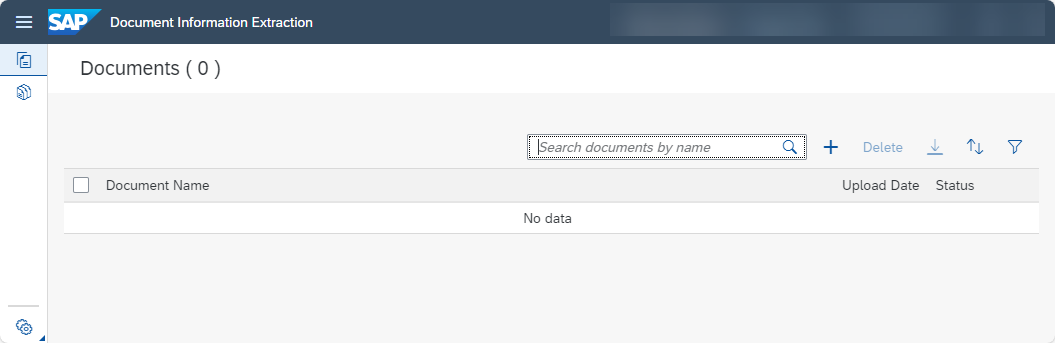 SAP Document Information Extraction
Documents ( 0 )
Search documents by name Delete
Document Name Upload Date Status
No data